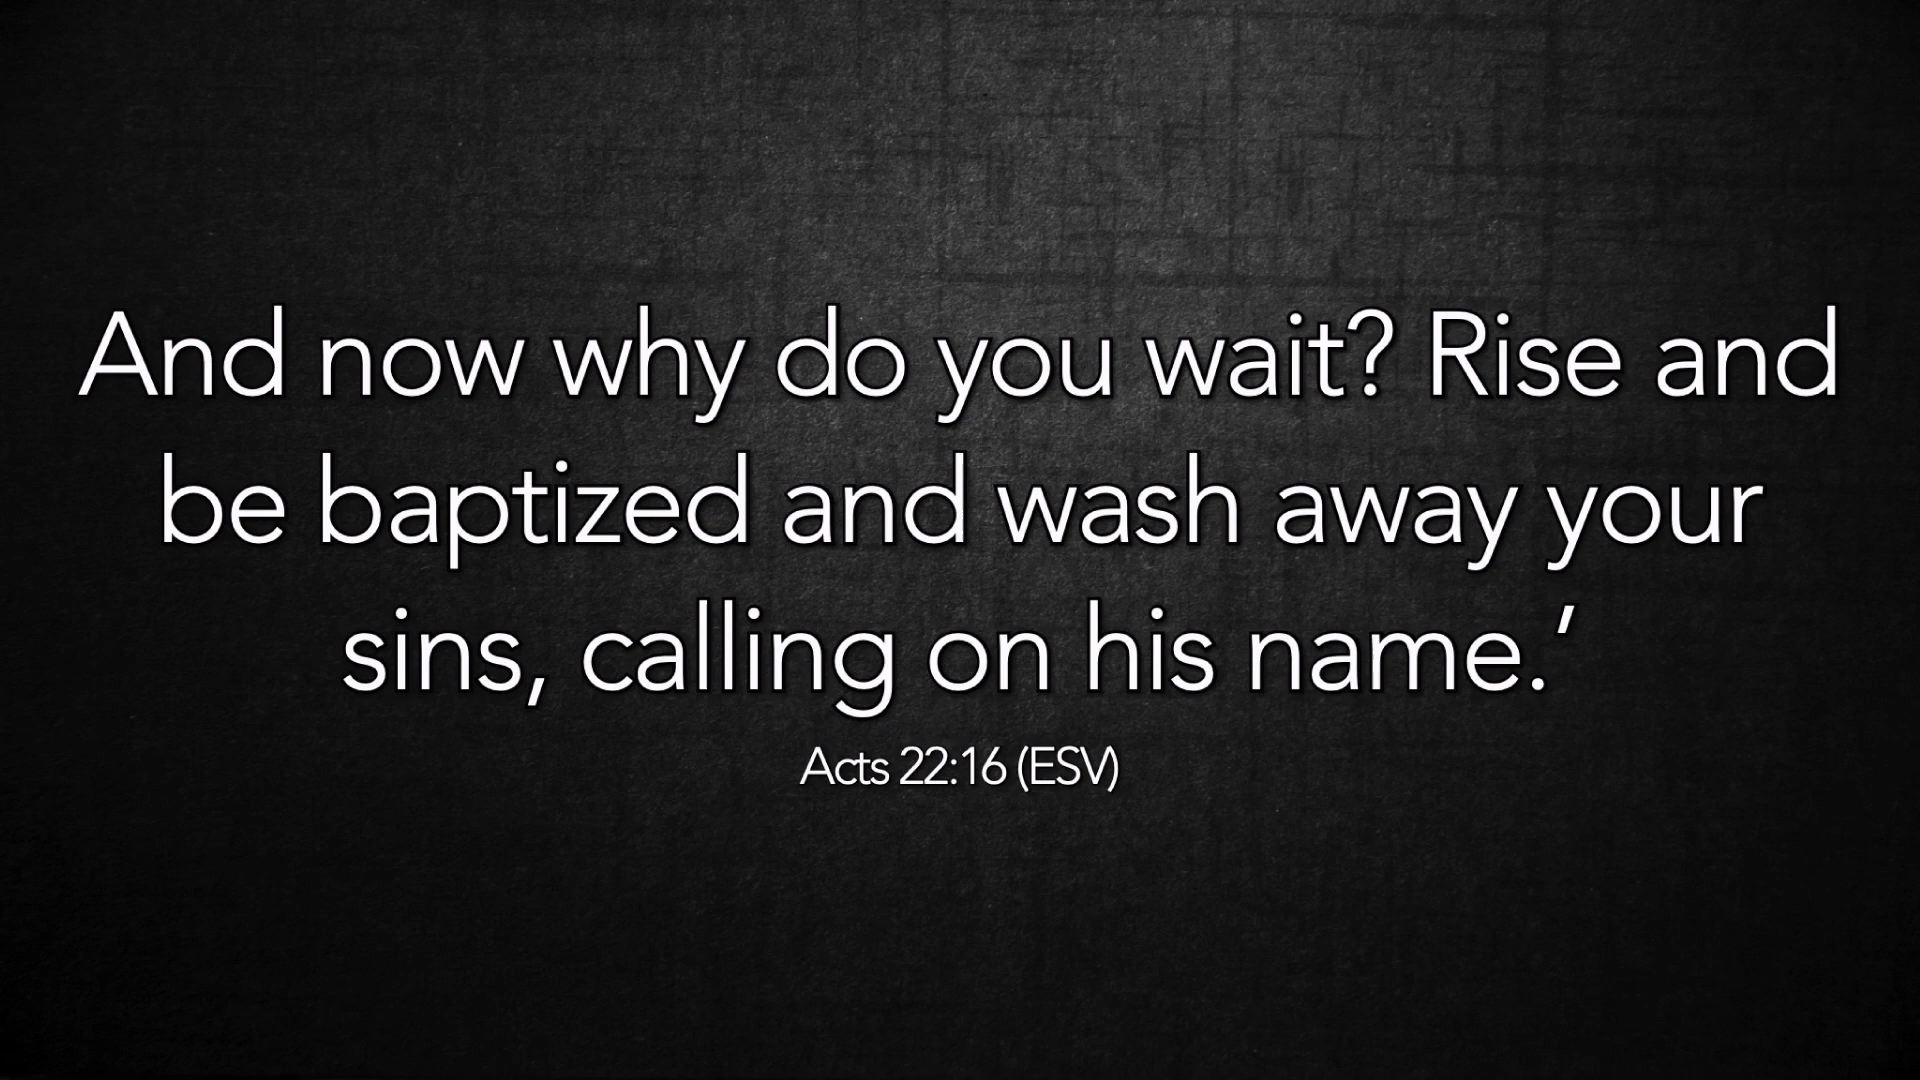 And now why do you wait? Rise and
be baptized and wash away your
sins, calling on his name.’
Acts 22:16 (ESV)